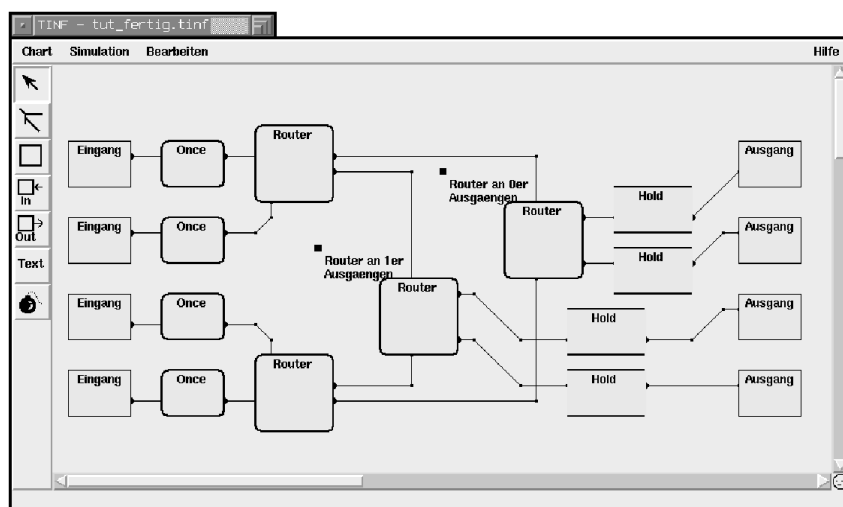 TINF - tut_fertig.tinf
Chart Simulation Bearbeiten Hilfe
In
Out
Text
Eingang Once Router Ausgang
Router an 0er
Ausgaengen
Router Hold
Eingang Once Ausgang
Hold
Router an 1er
Ausgaengen
Router
Eingang Once Hold Ausgang
Router
Eingang Once Hold Ausgang